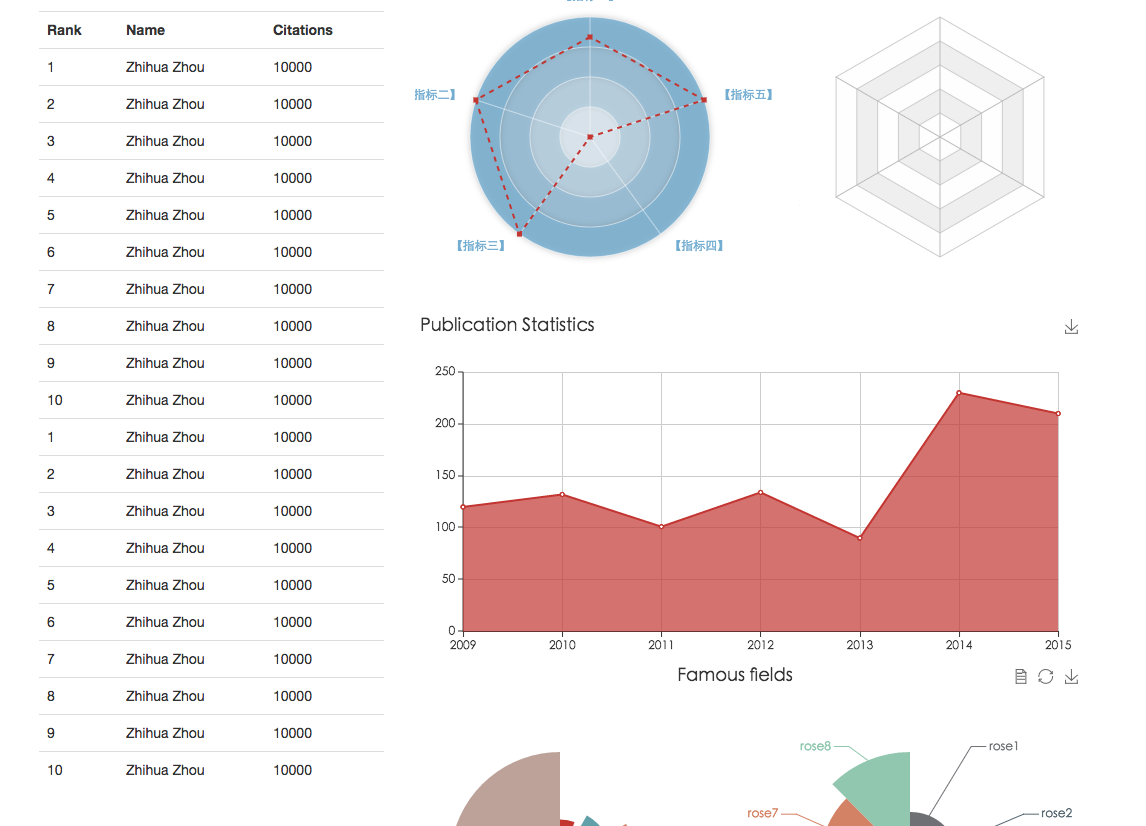 Rank Name Citations
1 Zhihua Zhou 10000
2 Zhihua Zhou 10000
3 Zhihua Zhou 10000
4 Zhihua Zhou 10000
5 Zhihua Zhou 10000
6 Zhihua Zhou 10000
7 Zhihua Zhou 10000
8 Zhihua Zhou 10000
9 Zhihua Zhou 10000
10 Zhihua Zhou 10000
1 Zhihua Zhou 10000
2 Zhihua Zhou 10000
3 Zhihua Zhou 10000
4 Zhihua Zhou 10000
5 Zhihua Zhou 10000
6 Zhihua Zhou 10000
7 Zhihua Zhou 10000
8 Zhihua Zhou 10000
9 Zhihua Zhou 10000
10 Zhihua Zhou 10000
指标二】
【指标五】
【指标三】
【指标四】
Publication Statistics
250
200
150
100
50
0
2009 2010 2011 2012 2013 2014 2015
Famous fields
rose8
rose1
rose7
rose2